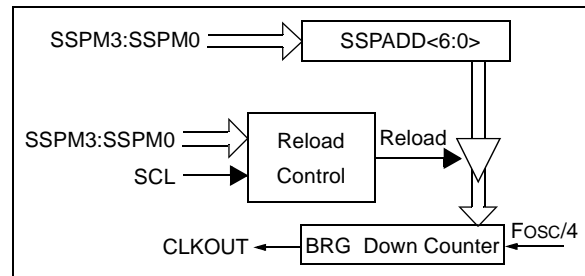 SSPM3:SSPM0
SSPADD<6:0>
SSPM3:SSPM0
SCL
Reload
Control
Reload
CLKOUT
BRG Down Counter
FOSC/4